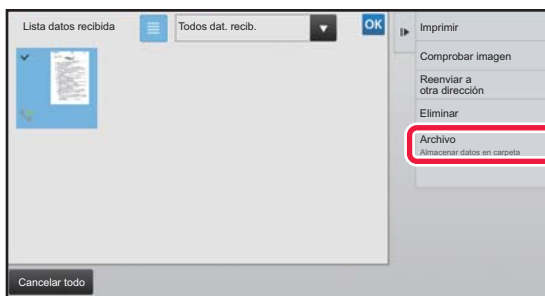 Lista datos recibida
Todos dat. recib.
OK
Imprimir
Comprobar imagen
Reenviar a
otra dirección
Eliminar
Archivo
Almacenar datos en carpeta
Cancelar todo